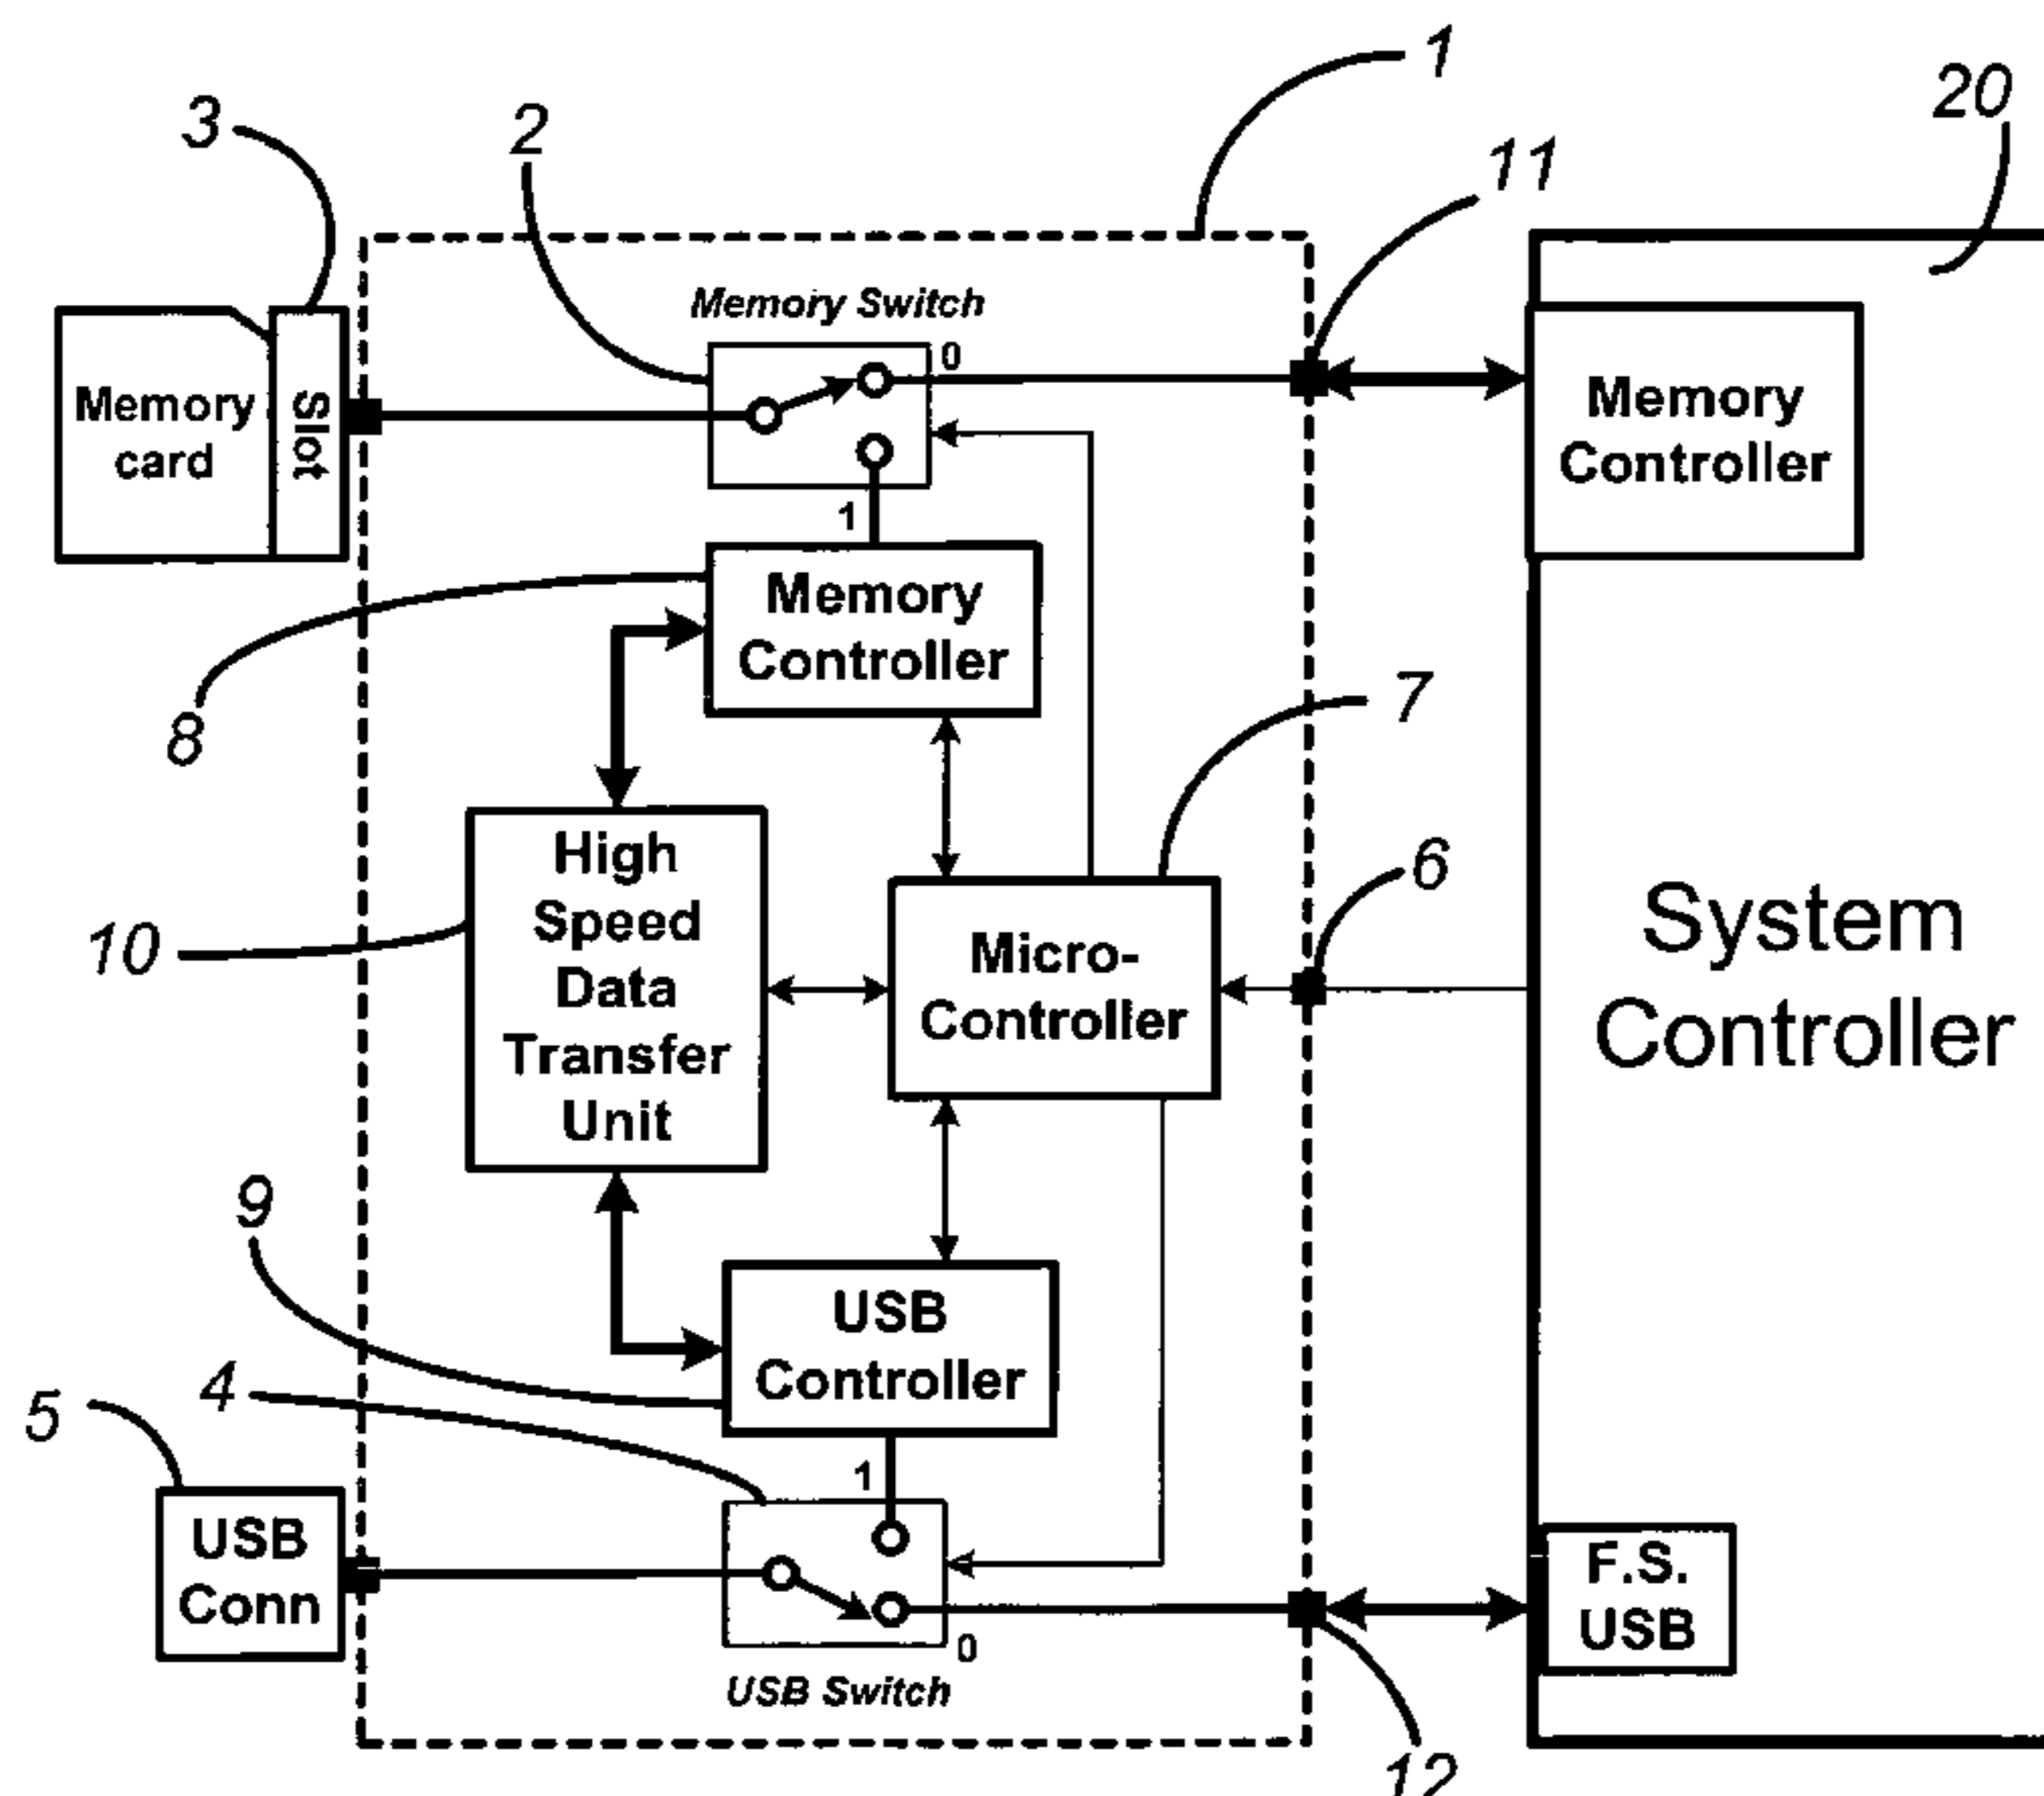 1
20
3
2
11
Memory Switch
0
Memory
card
Slot
Memory
Controller
1
Memory
Controller
8
7
High
Speed
Data
Transfer
Unit
10
Micro-
Controller
6
System
Controller
9
USB
Controller
4
5
1
USB
Conn
F.S.
USB
0
USB Switch
12